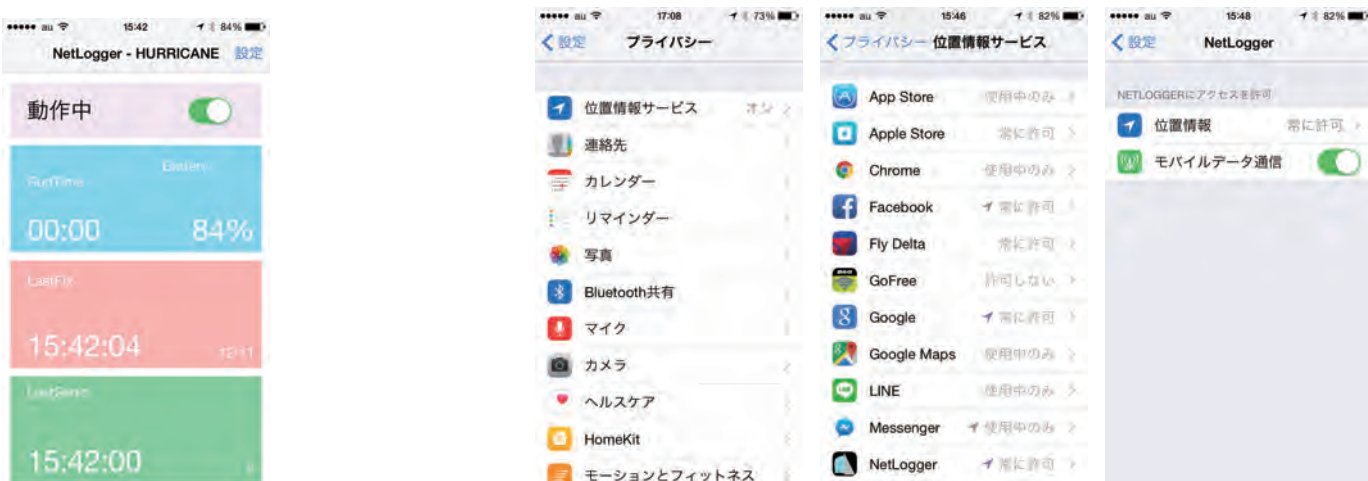 au 15:42 84%
NetLogger - HURRICANE 設定
動作中
RunTime Battery
00:00 84%
LastFix
15:42:04 12/11
LastSend
15:42:00
au 17:08 73%
設定 プライバシー
位置情報サービス オン
連絡先
カレンダー
リマインダー
写真
Bluetooth共有
マイク
カメラ
ヘルスケア
HomeKit
モーションとフィットネス
au 15:46 82%
プライバシー 位置情報サービス
App Store 使用中のみ
Apple Store 常に許可
Chrome 使用中のみ
Facebook 常に許可
Fly Delta 常に許可
GoFree 許可しない
Google 常に許可
Google Maps 使用中のみ
LINE 使用中のみ
Messenger 使用中のみ
NetLogger 常に許可
au 15:48 82%
設定 NetLogger
NETLOGGERにアクセスを許可
位置情報 常に許可
モバイルデータ通信